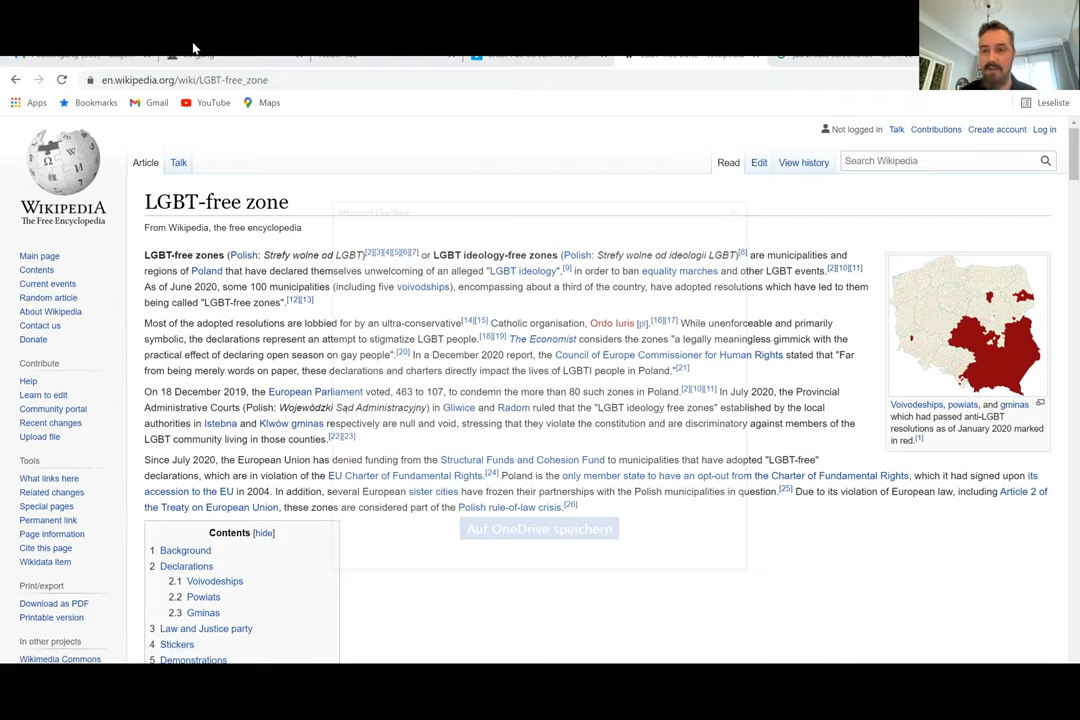 en.wikipedia.org/wiki/LGBT-free_zone
Apps Bookmarks Gmail YouTube Maps Leseliste
Not logged in Talk Contributions Create account Log in
Article Talk Read Edit View history Search Wikipedia
WIKIPEDIA
The Free Encyclopedia
Main page
Contents
Current events
Random article
About Wikipedia
Contact us
Donate
Contribute
Help
Learn to edit
Community portal
Recent changes
Upload file
Tools
What links here
Related changes
Special pages
Permanent link
Page information
Cite this page
Wikidata item
Print/export
Download as PDF
Printable version
In other projects
Wikimedia Commons
LGBT-free zone
From Wikipedia, the free encyclopedia
LGBT-free zones (Polish: Strefy wolne od LGBT)[2][3][4][5][6][7] or LGBT ideology-free zones (Polish: Strefy wolne od ideologii LGBT)[8] are municipalities and
regions of Poland that have declared themselves unwelcoming of an alleged "LGBT ideology",[9] in order to ban equality marches and other LGBT events.[2][10][11]
As of June 2020, some 100 municipalities (including five voivodships), encompassing about a third of the country, have adopted resolutions which have led to them
being called "LGBT-free zones".[12][13]
Most of the adopted resolutions are lobbied for by an ultra-conservative[14][15] Catholic organisation, Ordo Iuris [pl].[16][17] While unenforceable and primarily
symbolic, the declarations represent an attempt to stigmatize LGBT people.[18][19] The Economist considers the zones "a legally meaningless gimmick with the
practical effect of declaring open season on gay people".[20] In a December 2020 report, the Council of Europe Commissioner for Human Rights stated that "Far
from being merely words on paper, these declarations and charters directly impact the lives of LGBTI people in Poland."[21]
On 18 December 2019, the European Parliament voted, 463 to 107, to condemn the more than 80 such zones in Poland.[2][10][11] In July 2020, the Provincial
Administrative Courts (Polish: Wojewódzki Sąd Administracyjny) in Gliwice and Radom ruled that the "LGBT ideology free zones" established by the local
authorities in Istebna and Klwów gminas respectively are null and void, stressing that they violate the constitution and are discriminatory against members of the
LGBT community living in those counties.[22][23]
Since July 2020, the European Union has denied funding from the Structural Funds and Cohesion Fund to municipalities that have adopted "LGBT-free"
declarations, which are in violation of the EU Charter of Fundamental Rights.[24] Poland is the only member state to have an opt-out from the Charter of Fundamental Rights, which it had signed upon its
accession to the EU in 2004. In addition, several European sister cities have frozen their partnerships with the Polish municipalities in question.[25] Due to its violation of European law, including Article 2 of
the Treaty on European Union, these zones are considered part of the Polish rule-of-law crisis.[26]
Microsoft OneDrive
Auf OneDrive speichern
Voivodeships, powiats, and gminas
which had passed anti-LGBT
resolutions as of January 2020 marked
in red.[1]
Contents [hide]
1 Background
2 Declarations
2.1 Voivodeships
2.2 Powiats
2.3 Gminas
3 Law and Justice party
4 Stickers
5 Demonstrations